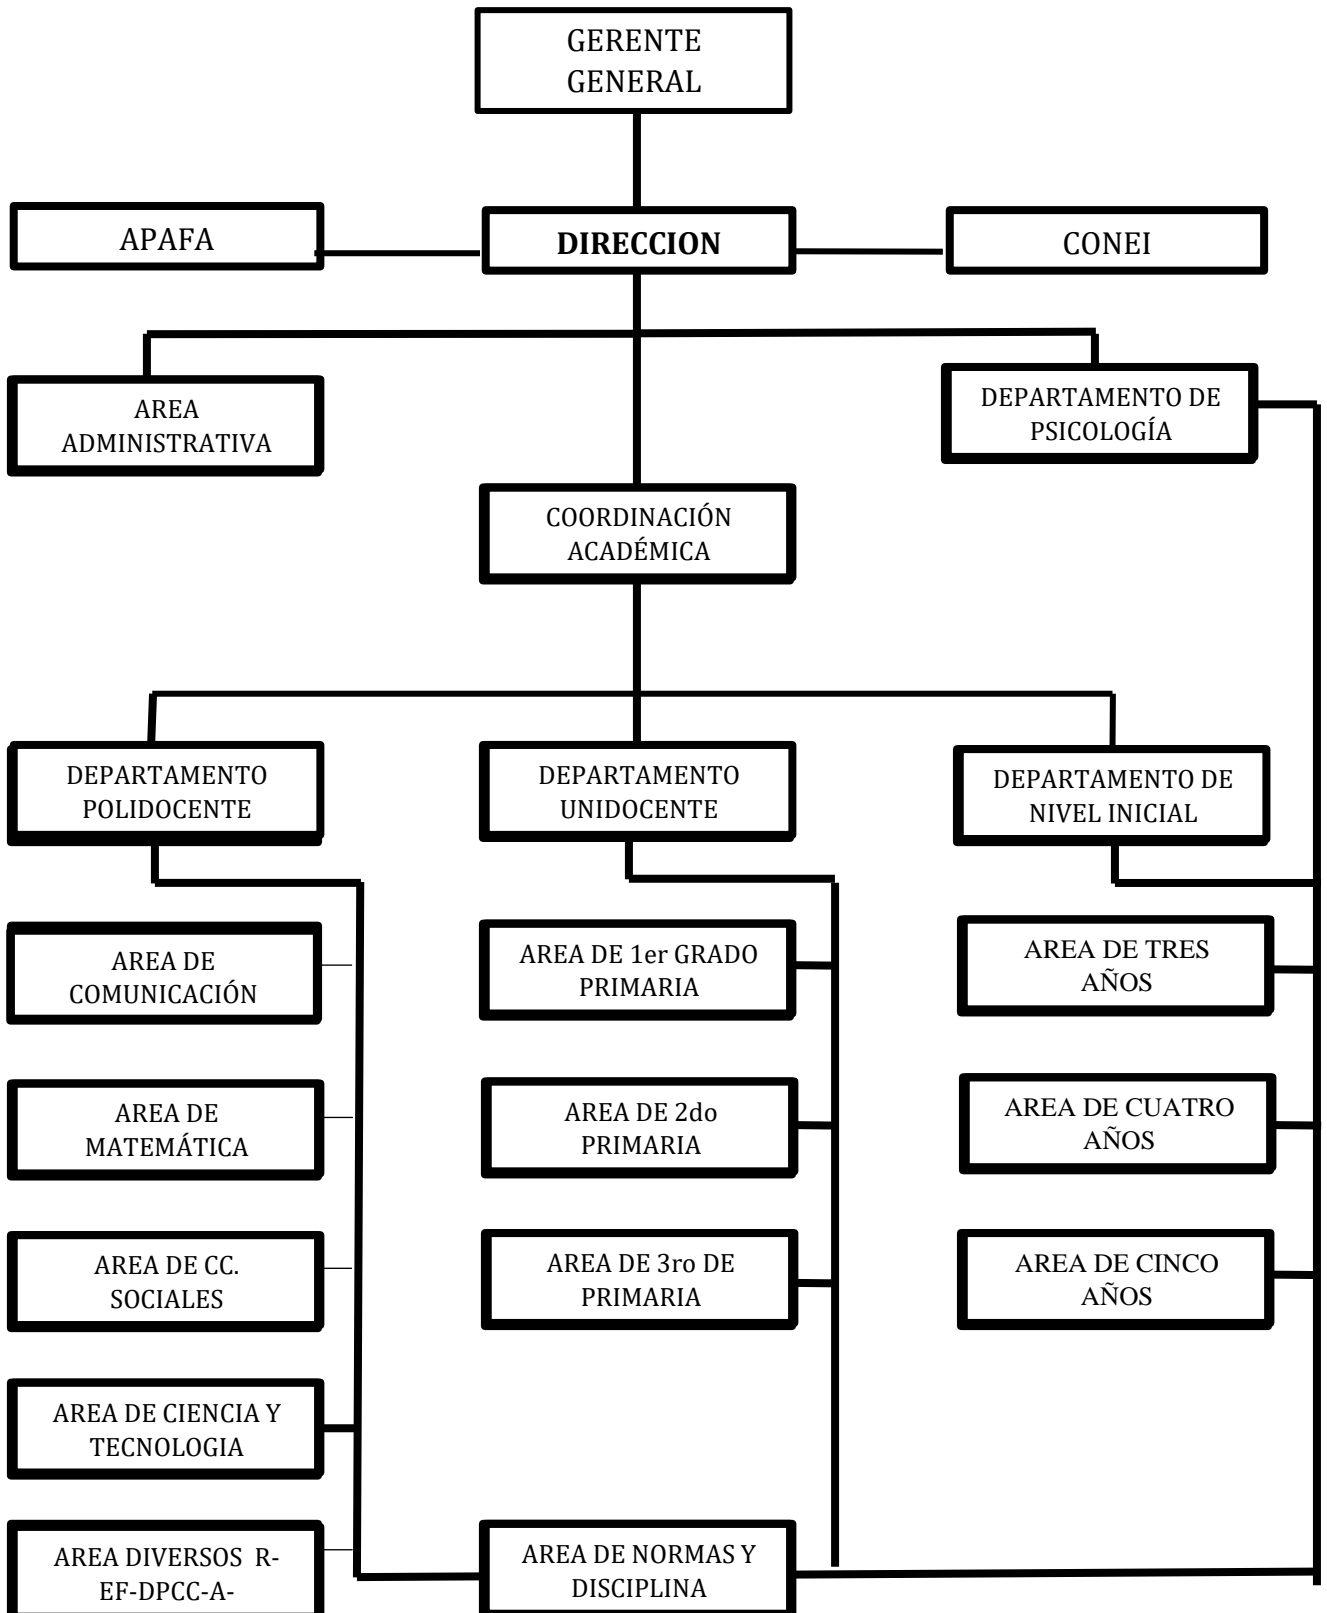 GERENTE
GENERAL
APAFA
DIRECCION
CONEI
AREA
ADMINISTRATIVA
DEPARTAMENTO DE
PSICOLOGÍA
COORDINACIÓN
ACADÉMICA
DEPARTAMENTO
POLIDOCENTE
DEPARTAMENTO
UNIDOCENTE
DEPARTAMENTO DE
NIVEL INICIAL
AREA DE
COMUNICACIÓN
AREA DE 1er GRADO
PRIMARIA
AREA DE TRES
AÑOS
AREA DE
MATEMÁTICA
AREA DE 2do
PRIMARIA
AREA DE CUATRO
AÑOS
AREA DE CC.
SOCIALES
AREA DE 3ro DE
PRIMARIA
AREA DE CINCO
AÑOS
AREA DE CIENCIA Y
TECNOLOGIA
AREA DIVERSOS  R-
EF-DPCC-A-
AREA DE NORMAS Y
DISCIPLINA